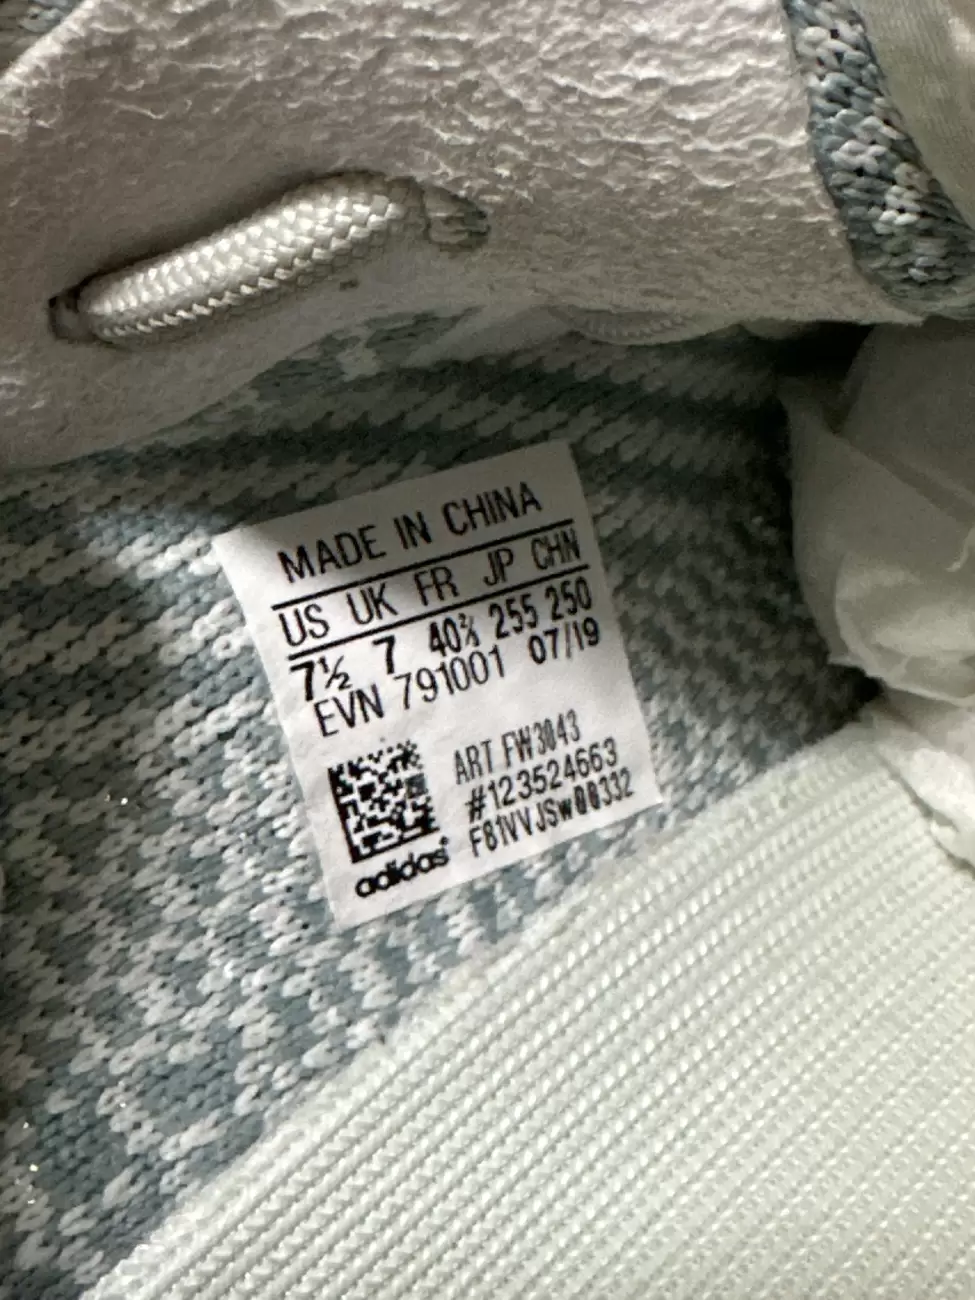 MADE IN CHINA
US UK FR JP CHN
7½ 7 40⅔ 255 250
EVN 791001 07/19
ART FW3043
#123524663
F81VVJSw00332
adidas